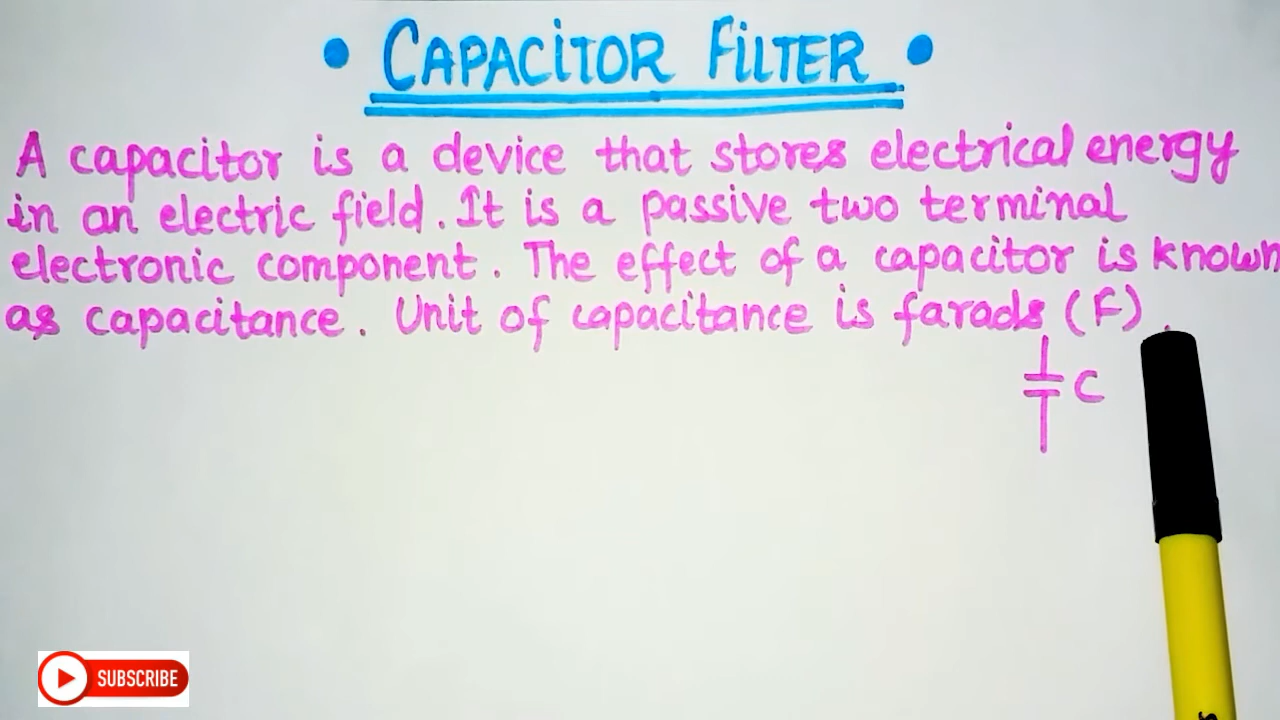 • CAPACITOR FILTER •
A capacitor is a device that stores electrical energy
in an electric field. It is a passive two terminal
electronic component. The effect of a capacitor is known
as capacitance. Unit of capacitance is farads (F).
C
SUBSCRIBE